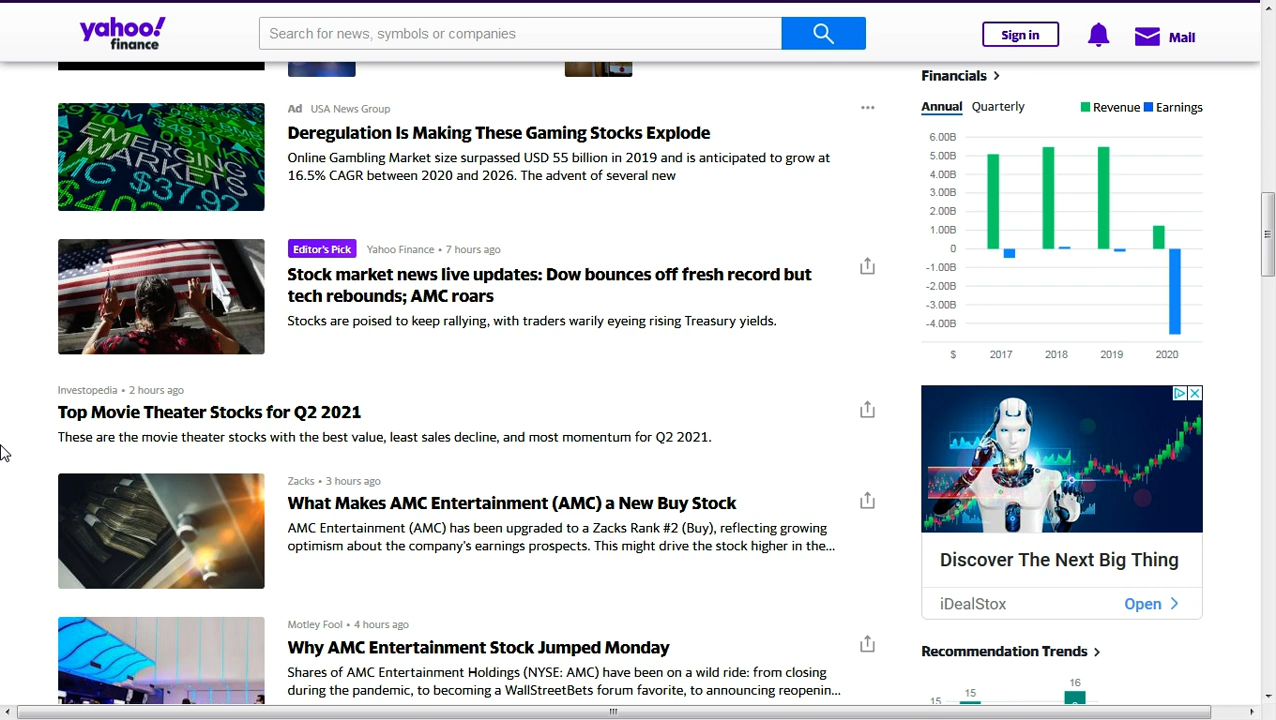 yahoo!
finance
Search for news, symbols or companies
Sign in
Mail
Ad USA News Group
Deregulation Is Making These Gaming Stocks Explode
Online Gambling Market size surpassed USD 55 billion in 2019 and is anticipated to grow at
16.5% CAGR between 2020 and 2026. The advent of several new
EMERGING
MARKETS
$37.92
Editor's Pick Yahoo Finance • 7 hours ago
Stock market news live updates: Dow bounces off fresh record but
tech rebounds; AMC roars
Stocks are poised to keep rallying, with traders warily eyeing rising Treasury yields.
Investopedia • 2 hours ago
Top Movie Theater Stocks for Q2 2021
These are the movie theater stocks with the best value, least sales decline, and most momentum for Q2 2021.
Zacks • 3 hours ago
What Makes AMC Entertainment (AMC) a New Buy Stock
AMC Entertainment (AMC) has been upgraded to a Zacks Rank #2 (Buy), reflecting growing
optimism about the company's earnings prospects. This might drive the stock higher in the...
Motley Fool • 4 hours ago
Why AMC Entertainment Stock Jumped Monday
Shares of AMC Entertainment Holdings (NYSE: AMC) have been on a wild ride: from closing
during the pandemic, to becoming a WallStreetBets forum favorite, to announcing reopenin...
Financials >
Annual Quarterly Revenue Earnings
6.00B
5.00B
4.00B
3.00B
2.00B
1.00B
0
-1.00B
-2.00B
-3.00B
-4.00B
$ 2017 2018 2019 2020
Discover The Next Big Thing
iDealStox Open >
Recommendation Trends >
16
15 15